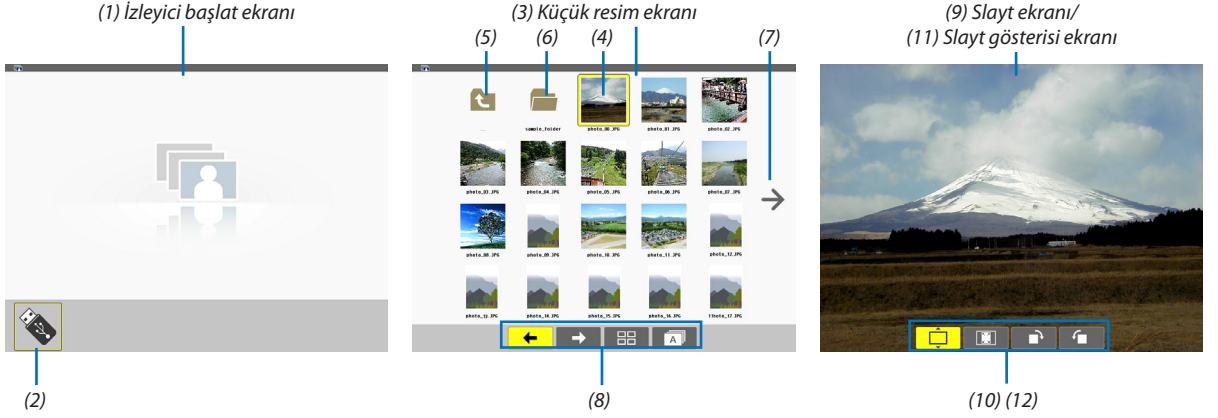 (1) İzleyici başlat ekranı
(3) Küçük resim ekranı
(9) Slayt ekranı/
(11) Slayt gösterisi ekranı
(5) (6) (4) (7)
sample_folder photo_00.JPG photo_01.JPG photo_02.JPG
photo_03.JPG photo_04.JPG photo_05.JPG photo_06.JPG photo_07.JPG
photo_08.JPG photo_09.JPG photo_10.JPG photo_11.JPG photo_12.JPG
photo_13.JPG photo_14.JPG photo_15.JPG photo_16.JPG photo_17.JPG
A
(2)
(8)
(10) (12)